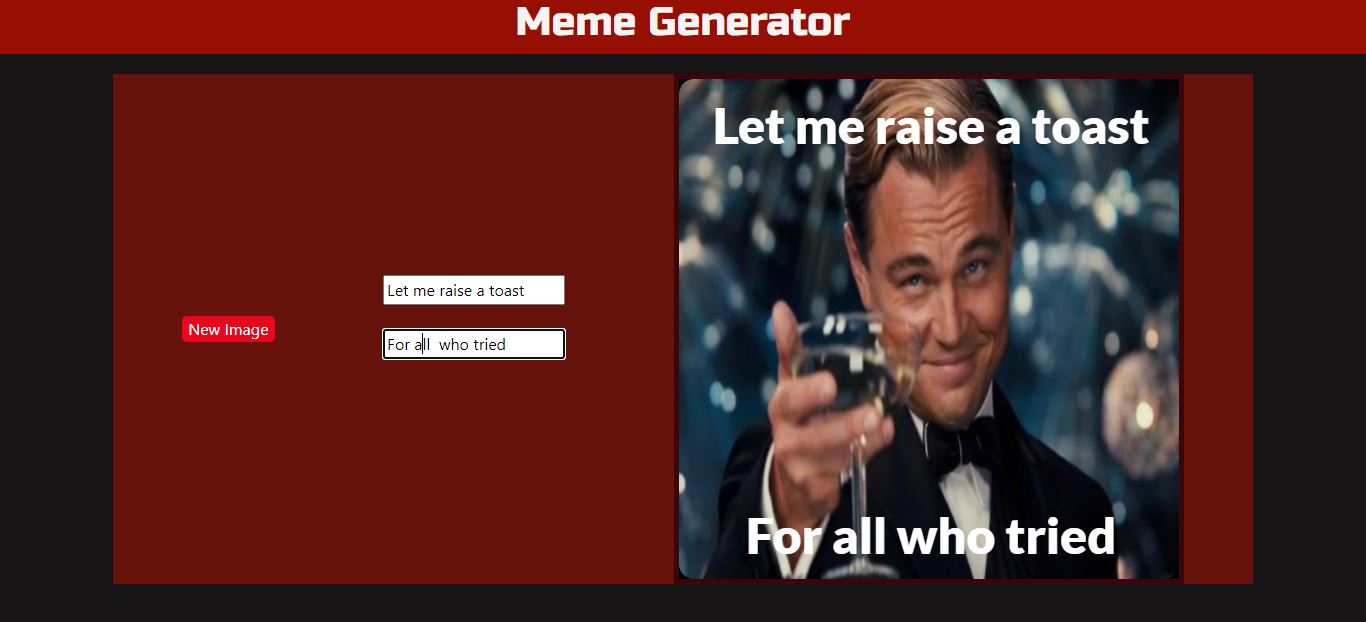 Meme Generator
Let me raise a toast
New Image
For all  who tried
Let me raise a toast
For all who tried